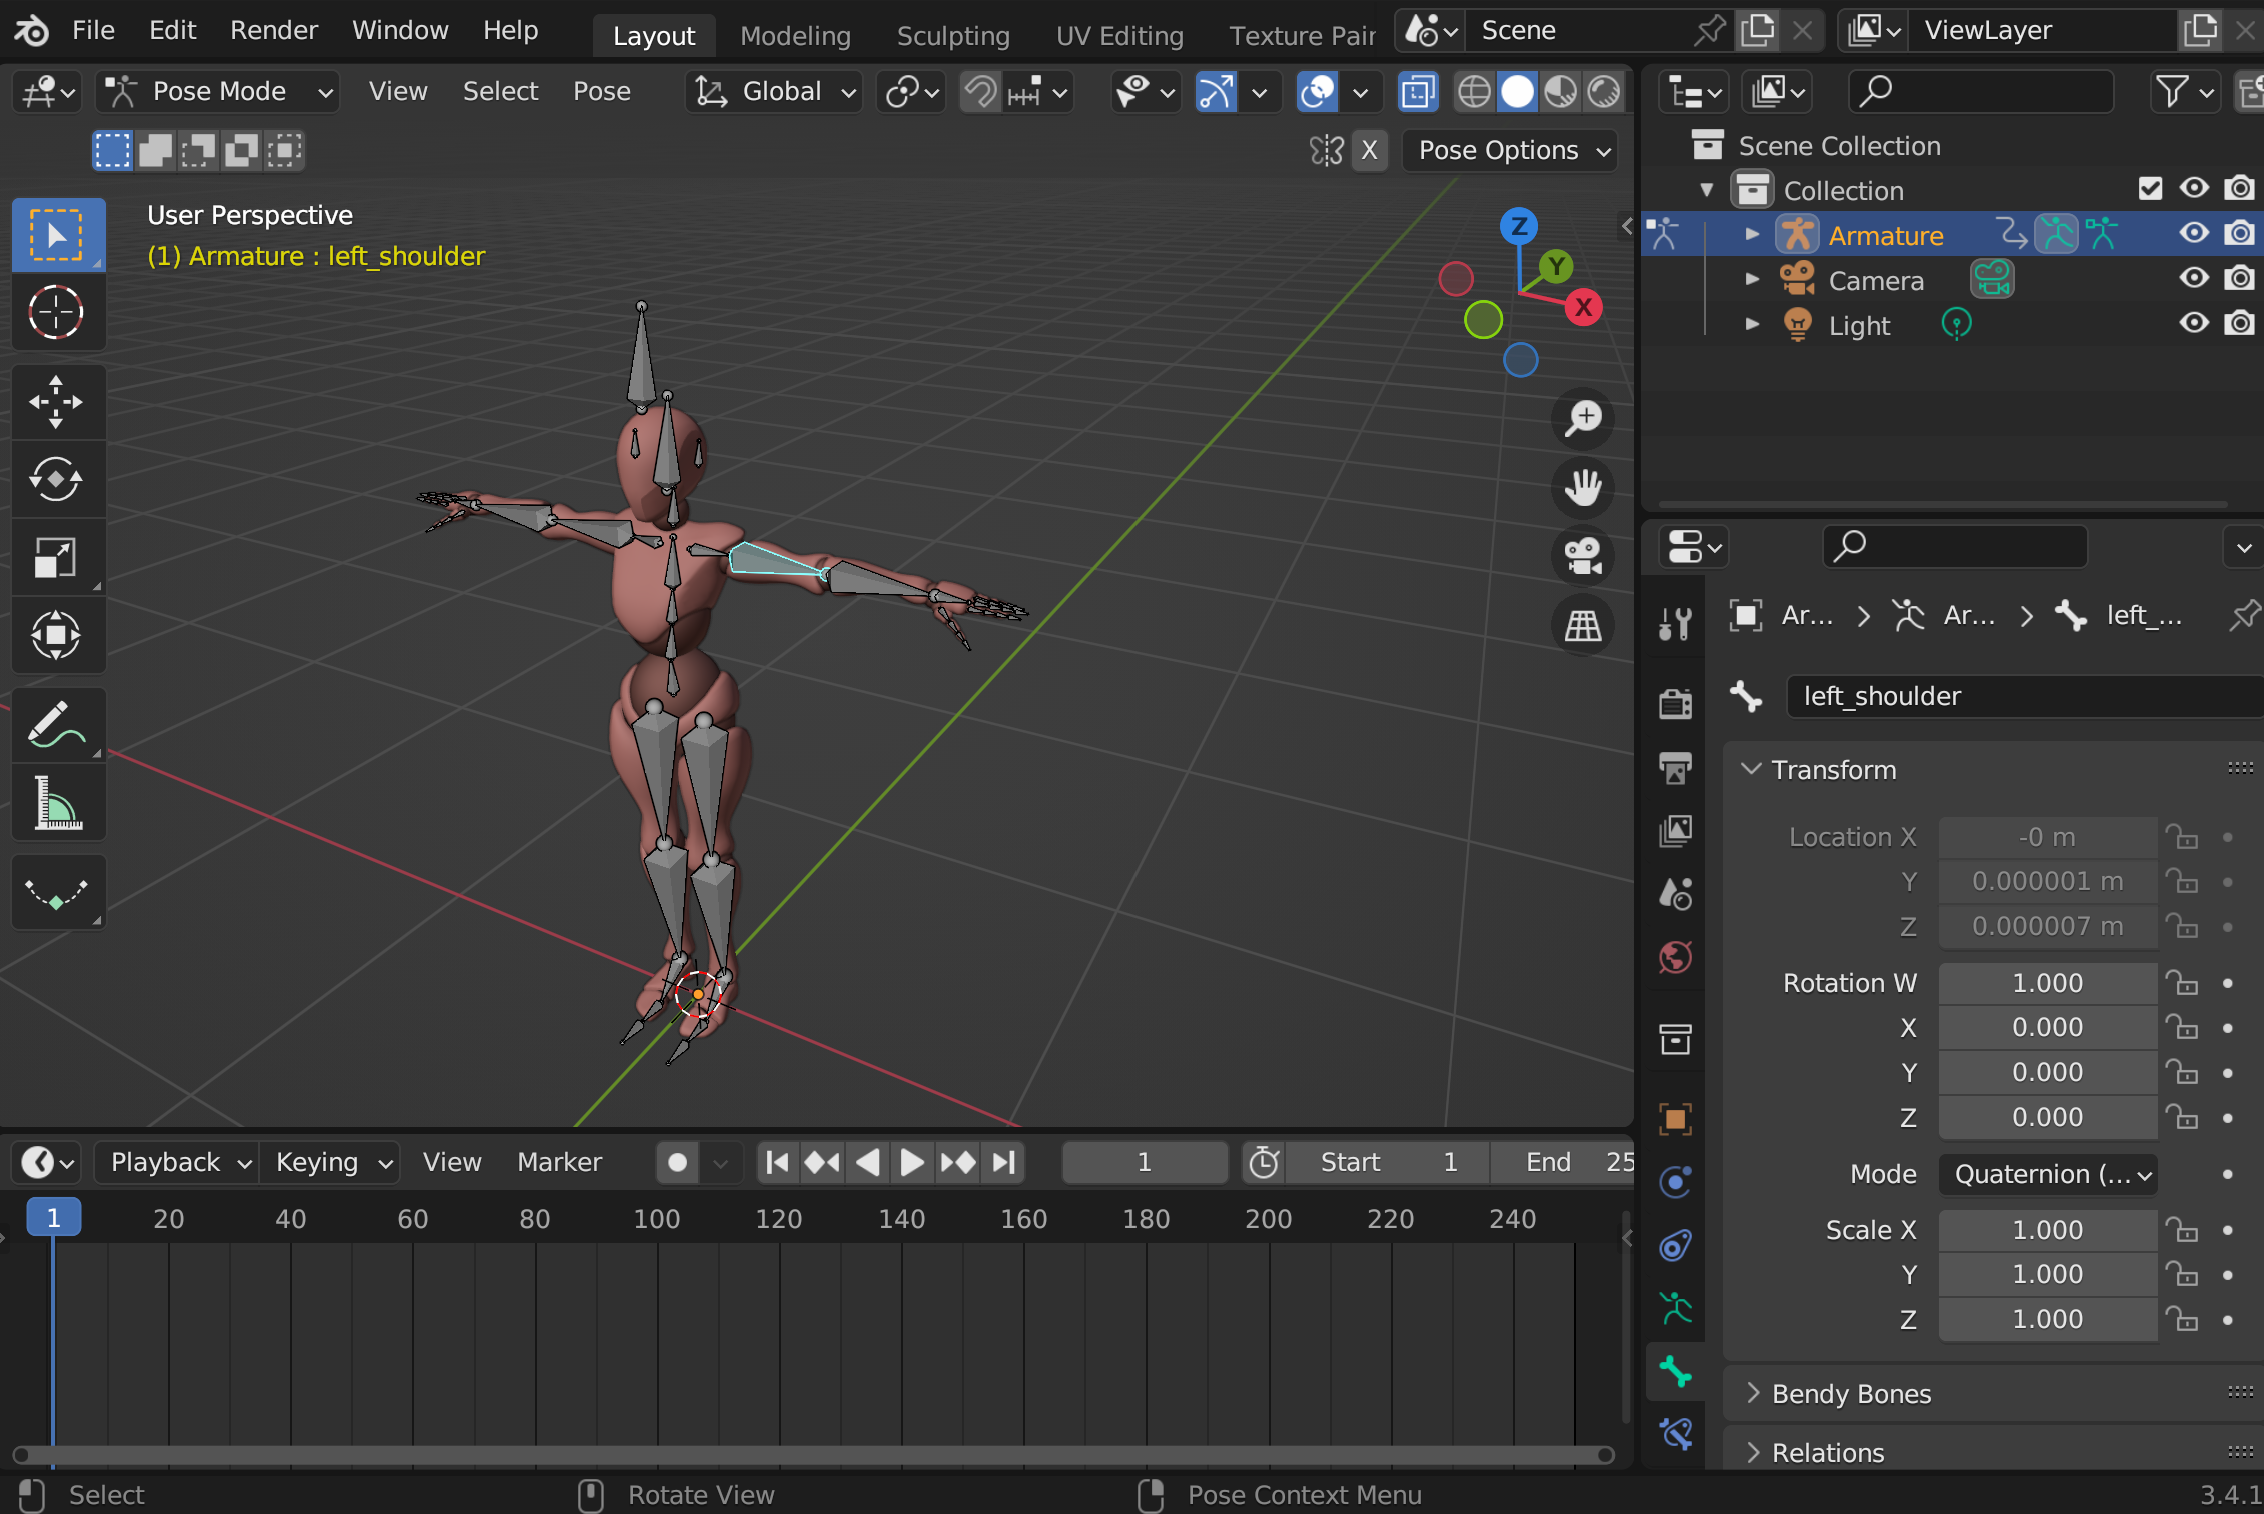 File Edit Render Window Help Layout Modeling Sculpting UV Editing Texture Pair Scene ViewLayer
Pose Mode View Select Pose Global
X Pose Options
User Perspective
(1) Armature : left_shoulder
Z
Y
X
Scene Collection
Collection
Armature
Camera
Light
Ar... Ar... left_...
left_shoulder
Transform
Location X -0 m
Y 0.000001 m
Z 0.000007 m
Rotation W 1.000
X 0.000
Y 0.000
Z 0.000
Mode Quaternion (...
Scale X 1.000
Y 1.000
Z 1.000
Bendy Bones
Relations
Playback Keying View Marker 1 Start 1 End 25
1 20 40 60 80 100 120 140 160 180 200 220 240
Select Rotate View Pose Context Menu 3.4.1